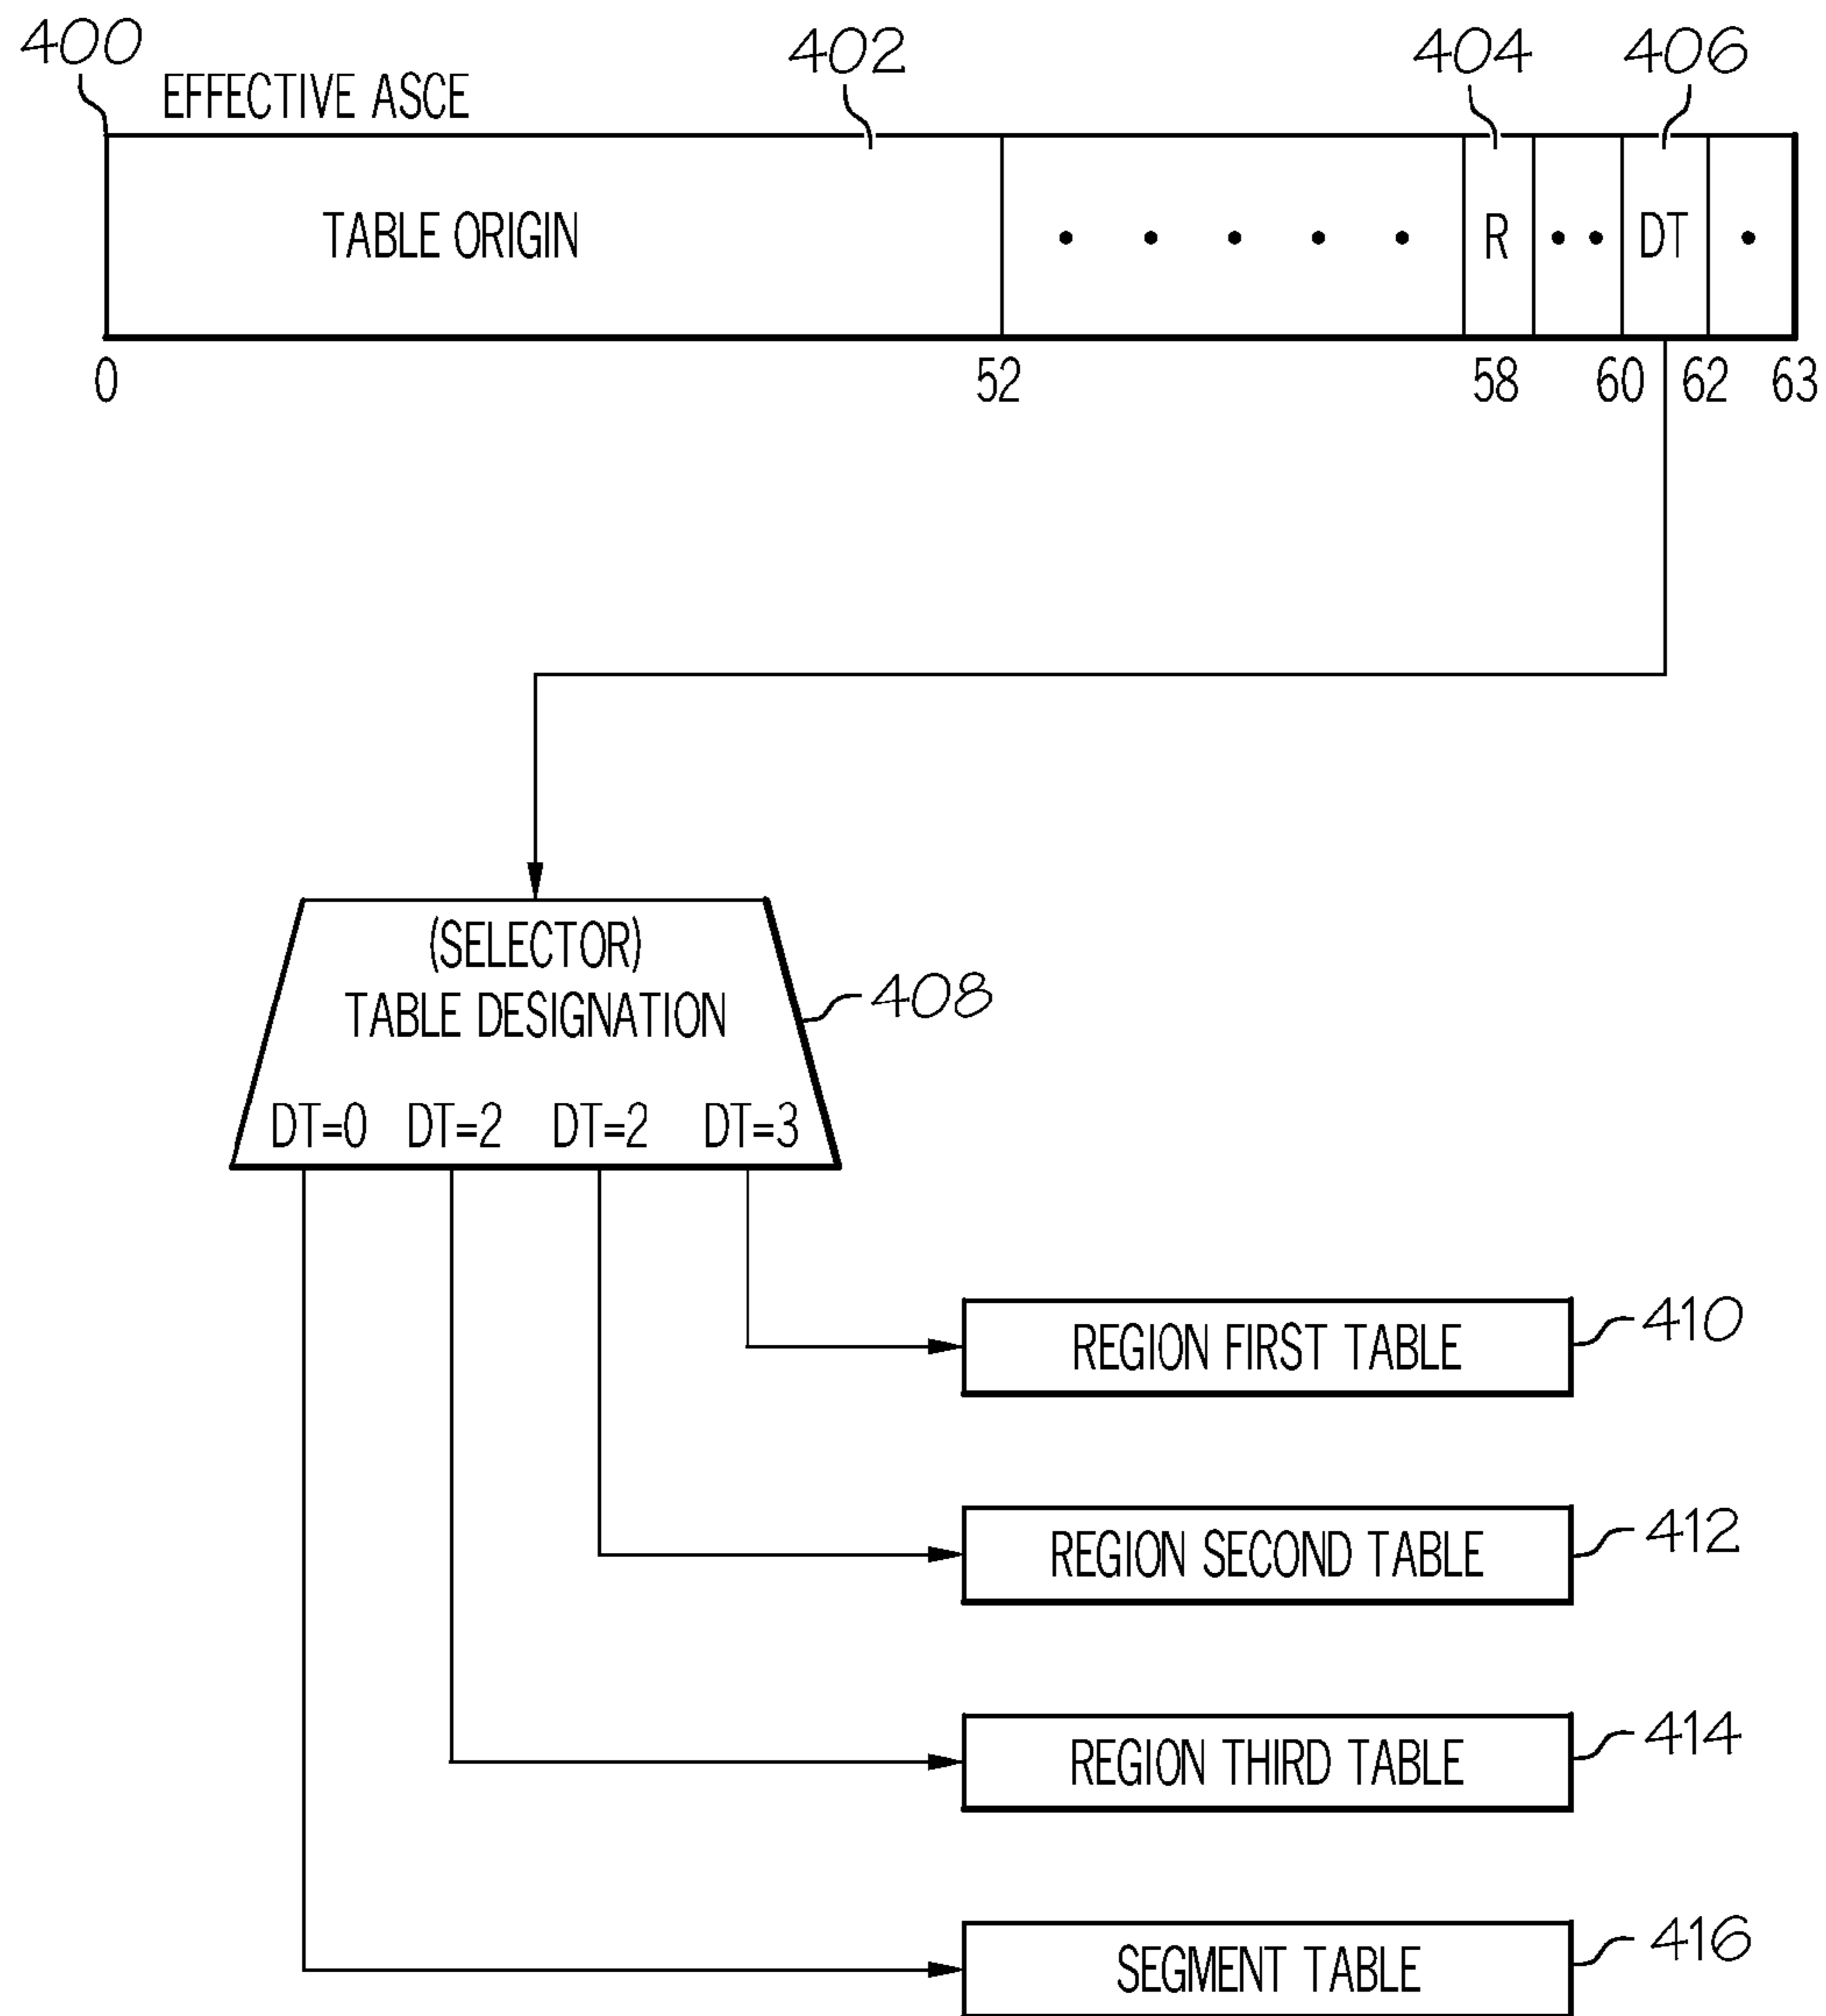 400 402 404 406
EFFECTIVE ASCE
TABLE ORIGIN • • • • • R • • DT •
0 52 58 60 62 63
(SELECTOR)
TABLE DESIGNATION
408
DT=0 DT=2 DT=2 DT=3
REGION FIRST TABLE 410
REGION SECOND TABLE 412
REGION THIRD TABLE 414
SEGMENT TABLE 416